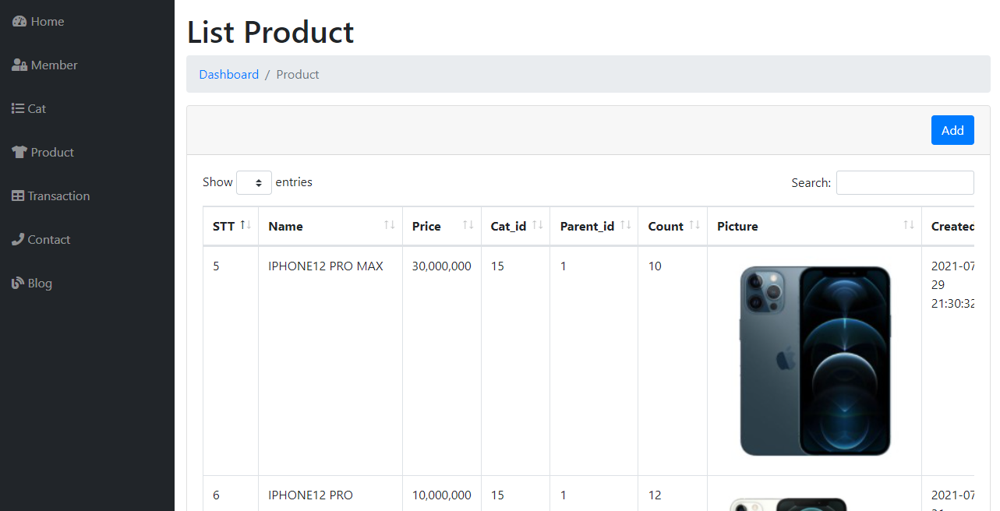 Home
Member
Cat
Product
Transaction
Contact
Blog
List Product
Dashboard / Product
Add
Show entries
Search:
STT Name Price Cat_id Parent_id Count Picture Created
5 IPHONE12 PRO MAX 30,000,000 15 1 10 2021-07
29
21:30:32
6 IPHONE12 PRO 10,000,000 15 1 12 2021-07